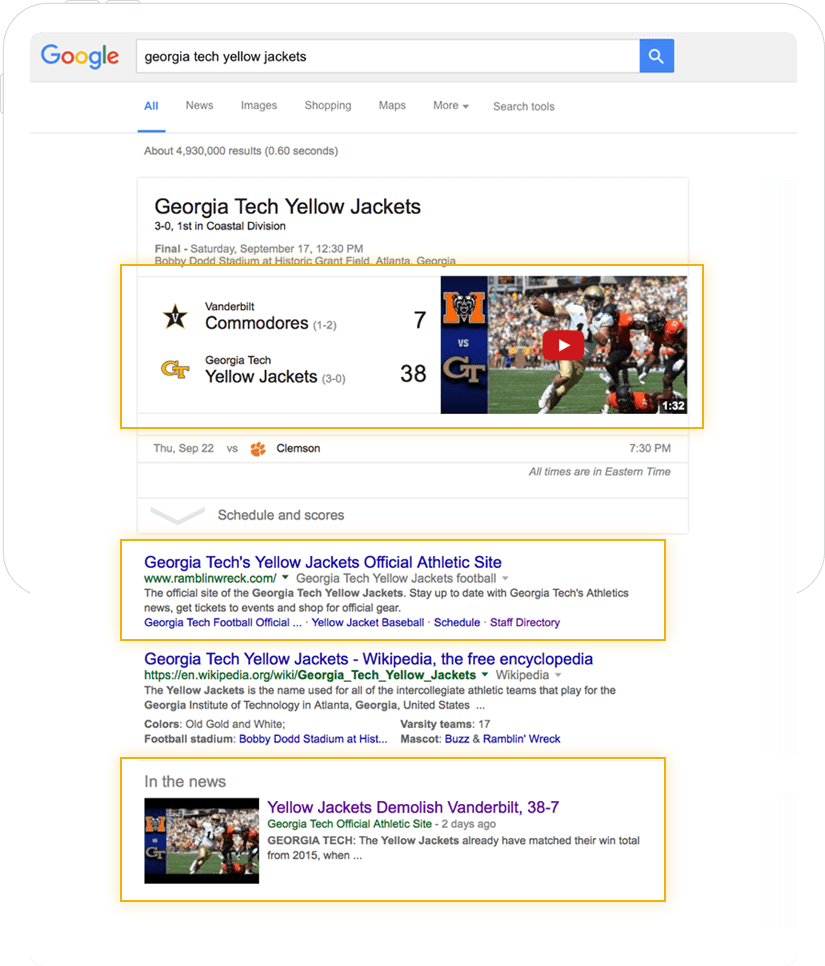 Google georgia tech yellow jackets
All News Images Shopping Maps More Search tools
About 4,930,000 results (0.60 seconds)
Georgia Tech Yellow Jackets
3-0, 1st in Coastal Division
Final - Saturday, September 17, 12:30 PM
Bobby Dodd Stadium at Historic Grant Field, Atlanta, Georgia
Vanderbilt
Commodores (1-2) 7
Georgia Tech
Yellow Jackets (3-0) 38
M
VS
GT
1:32
Thu, Sep 22 vs Clemson 7:30 PM
All times are in Eastern Time
Schedule and scores
Georgia Tech's Yellow Jackets Official Athletic Site
www.ramblinwreck.com/ Georgia Tech Yellow Jackets football
The official site of the Georgia Tech Yellow Jackets. Stay up to date with Georgia Tech's Athletics
news, get tickets to events and shop for official gear.
Georgia Tech Football Official ... · Yellow Jacket Baseball · Schedule · Staff Directory
Georgia Tech Yellow Jackets - Wikipedia, the free encyclopedia
https://en.wikipedia.org/wiki/Georgia_Tech_Yellow_Jackets Wikipedia
The Yellow Jackets is the name used for all of the intercollegiate athletic teams that play for the
Georgia Institute of Technology in Atlanta, Georgia, United States ...
Colors: Old Gold and White; Varsity teams: 17
Football stadium: Bobby Dodd Stadium at Hist... Mascot: Buzz & Ramblin' Wreck
In the news
Yellow Jackets Demolish Vanderbilt, 38-7
Georgia Tech Official Athletic Site - 2 days ago
GEORGIA TECH: The Yellow Jackets already have matched their win total
from 2015, when ...